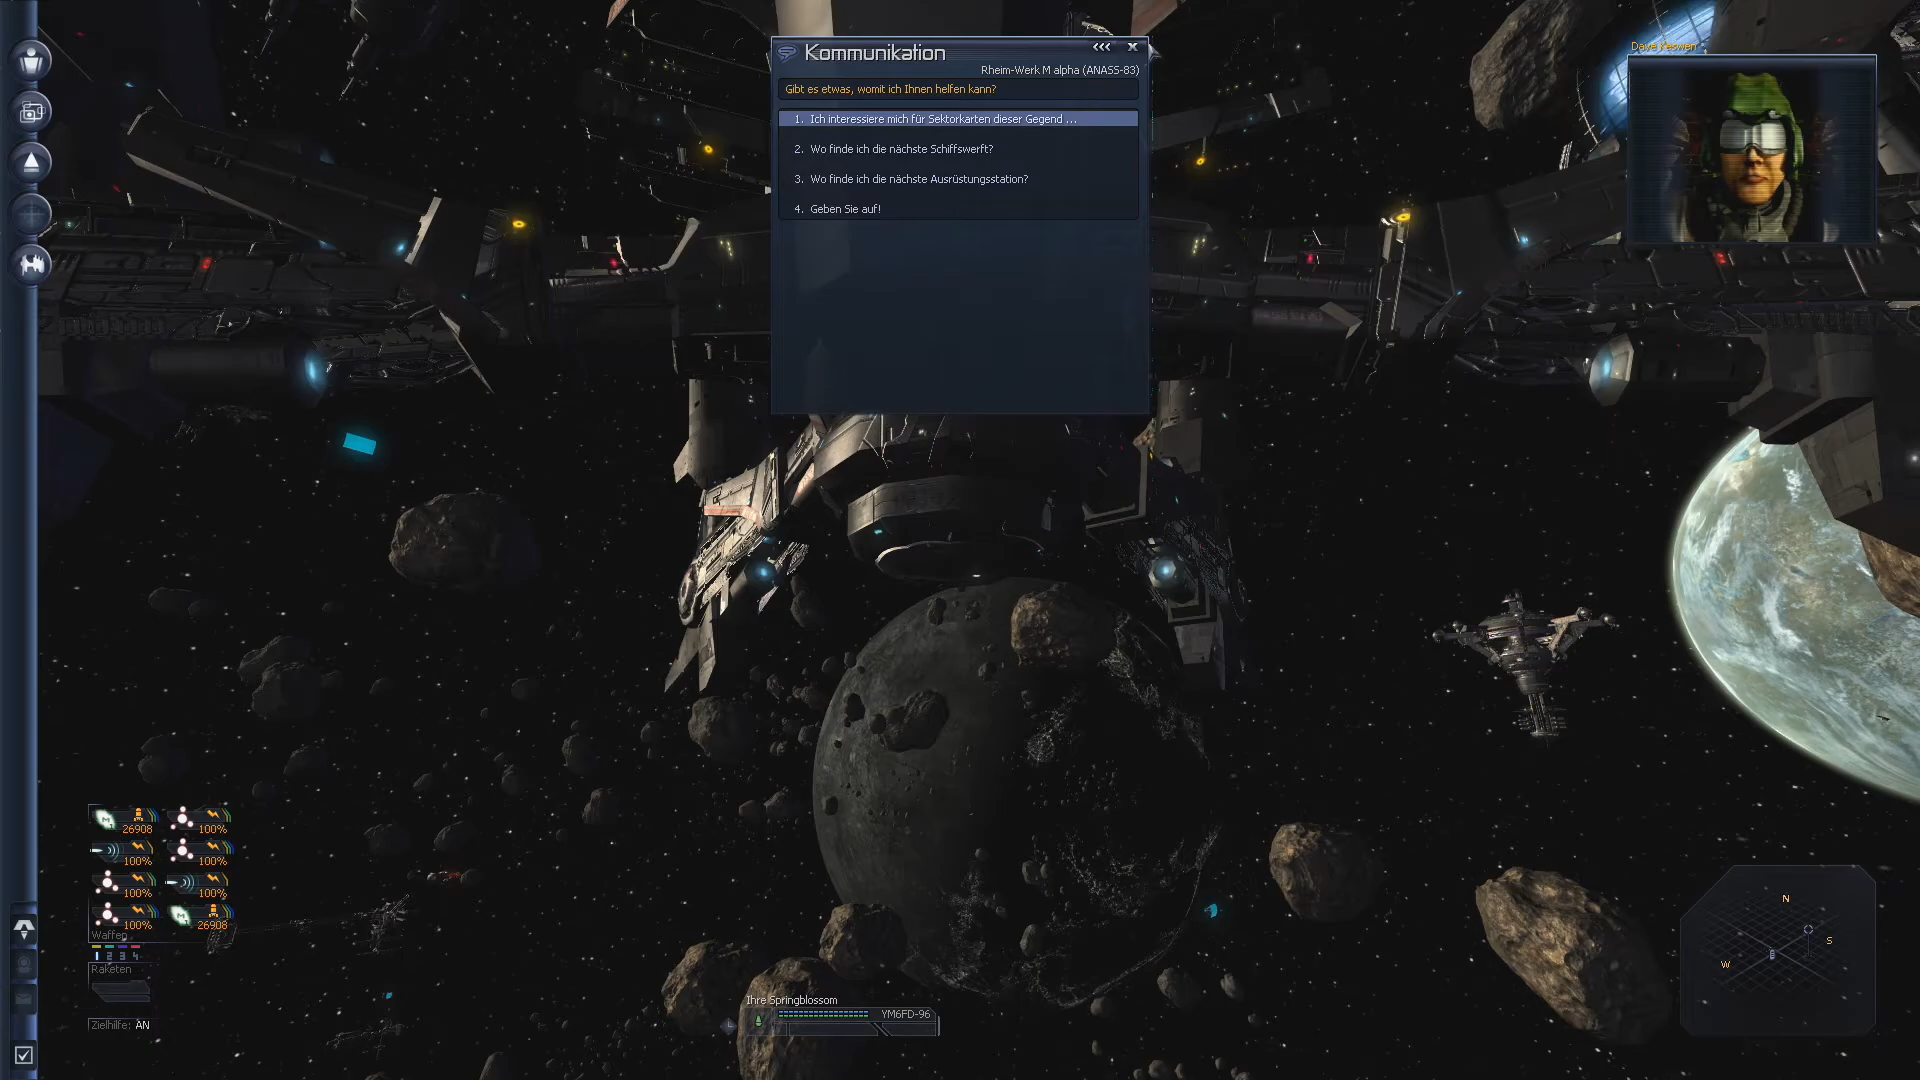 Kommunikation
Rheim-Werk M alpha (ANASS-83)
Gibt es etwas, womit ich Ihnen helfen kann?
1. Ich interessiere mich für Sektorkarten dieser Gegend ...
2. Wo finde ich die nächste Schiffswerft?
3. Wo finde ich die nächste Ausrüstungsstation?
4. Geben Sie auf!
Dave Keswen
26908 100%
100% 100%
100% 100%
100% 26908
Waffen
1 2 3 4
Raketen
Zielhilfe: AN
Ihre Springblossom
YM6FD-96
N
S
W